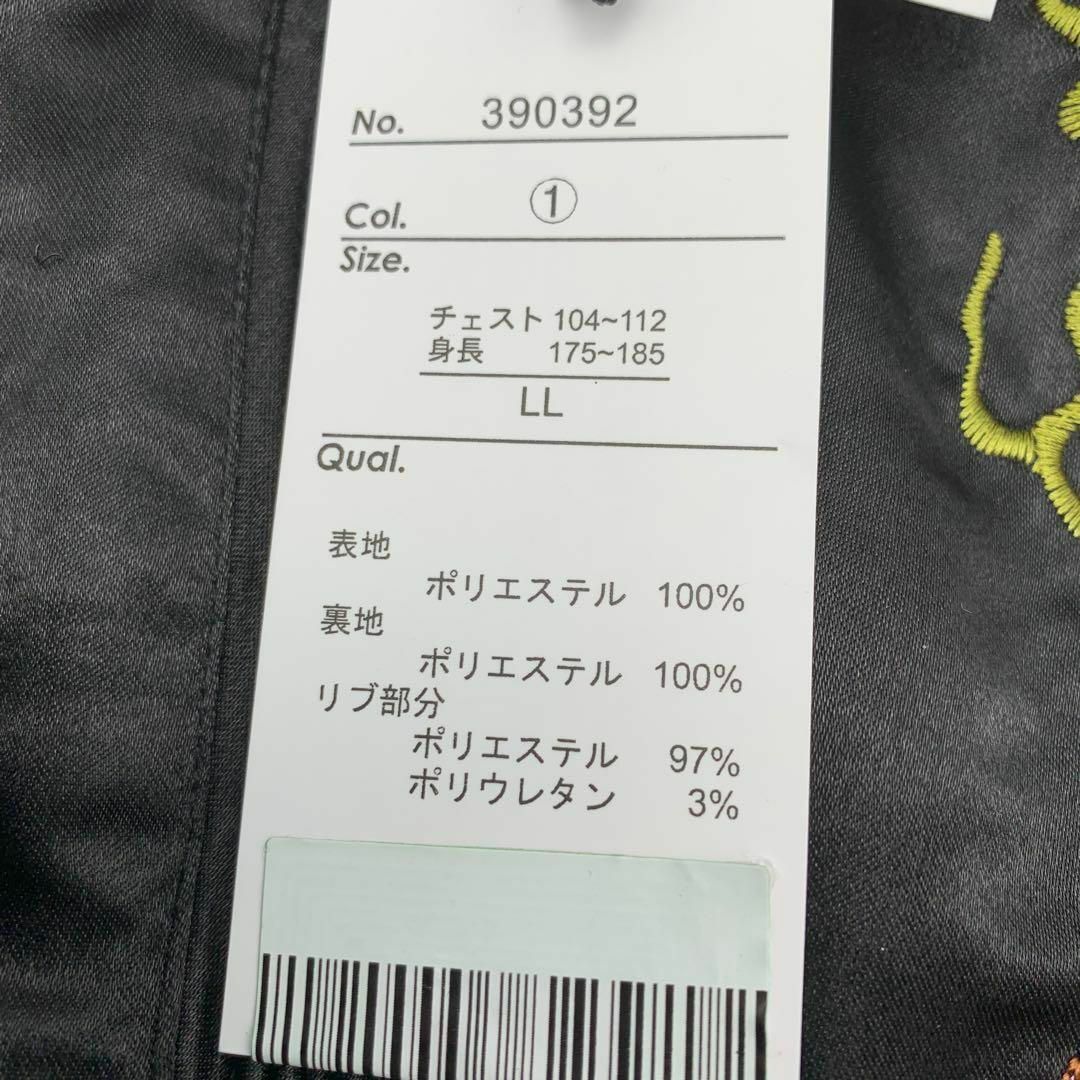 No. 390392
Col. ①
Size.
チェスト 104~112
身長 175~185
LL
Qual.
表地
ポリエステル 100%
裏地
ポリエステル 100%
リブ部分
ポリエステル 97%
ポリウレタン 3%